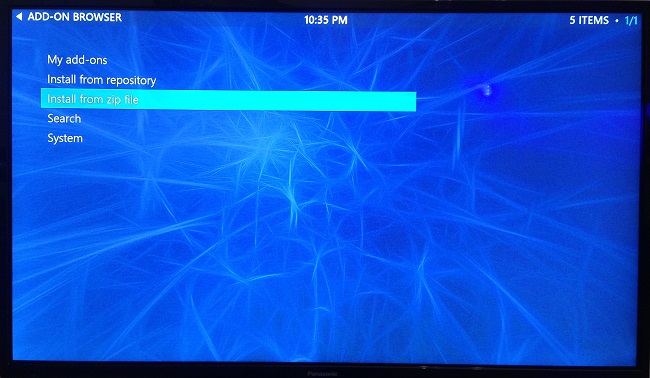 ◄ ADD-ON BROWSER 10:35 PM 5 ITEMS • 1/1
My add-ons
Install from repository
Install from zip file
Search
System
Panasonic